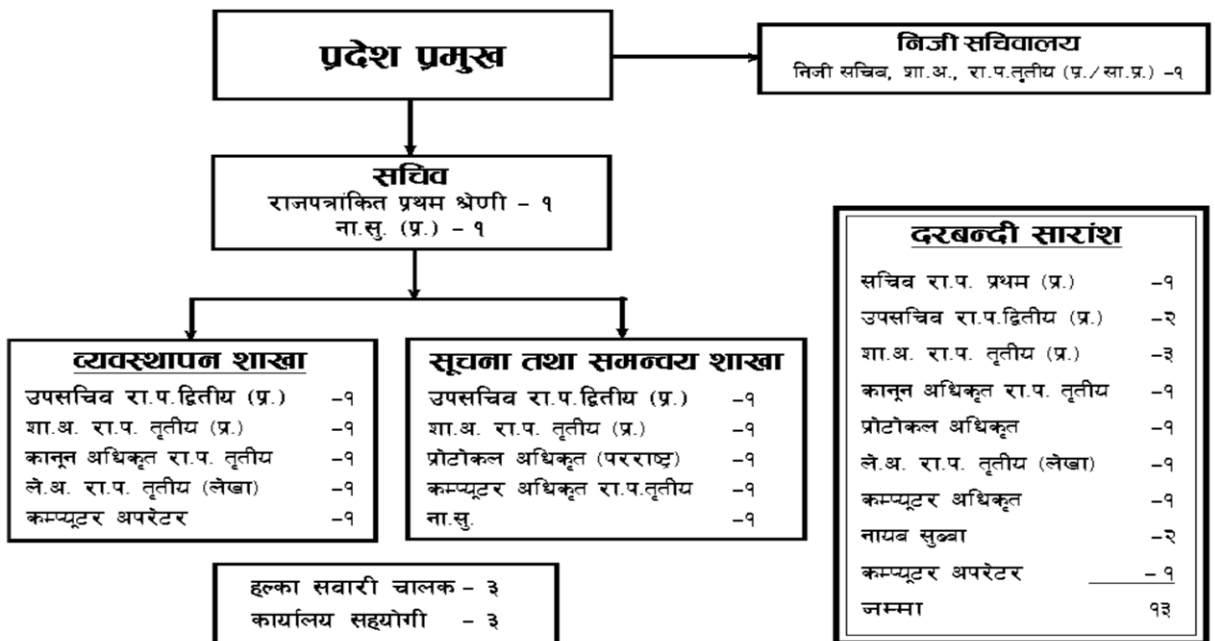 प्रदेश प्रमुख
निजी सचिवालय
निजी सचिव, शा.अ., रा.प.तृतीय (प्र./सा.प्र.) -१
सचिव
राजपत्रांकित प्रथम श्रेणी - १
ना.सु. (प्र.) - १
व्यवस्थापन शाखा
उपसचिव रा.प.द्वितीय (प्र.) -१
शा.अ. रा.प. तृतीय (प्र.) -१
कानून अधिकृत रा.प. तृतीय -१
ले.अ. रा.प. तृतीय (लेखा) -१
कम्प्यूटर अपरेटर -१
सूचना तथा समन्वय शाखा
उपसचिव रा.प.द्वितीय (प्र.) -१
शा.अ. रा.प. तृतीय (प्र.) -१
प्रोटोकल अधिकृत (परराष्ट्र) -१
कम्प्यूटर अधिकृत रा.प.तृतीय -१
ना.सु. -१
हल्का सवारी चालक - ३
कार्यालय सहयोगी - ३
दरबन्दी सारांश
सचिव रा.प. प्रथम (प्र.) -१
उपसचिव रा.प.द्वितीय (प्र.) -२
शा.अ. रा.प. तृतीय (प्र.) -३
कानून अधिकृत रा.प. तृतीय -१
प्रोटोकल अधिकृत -१
ले.अ. रा.प. तृतीय (लेखा) -१
कम्प्यूटर अधिकृत -१
नायब सुब्बा -२
कम्प्यूटर अपरेटर - १
जम्मा १३